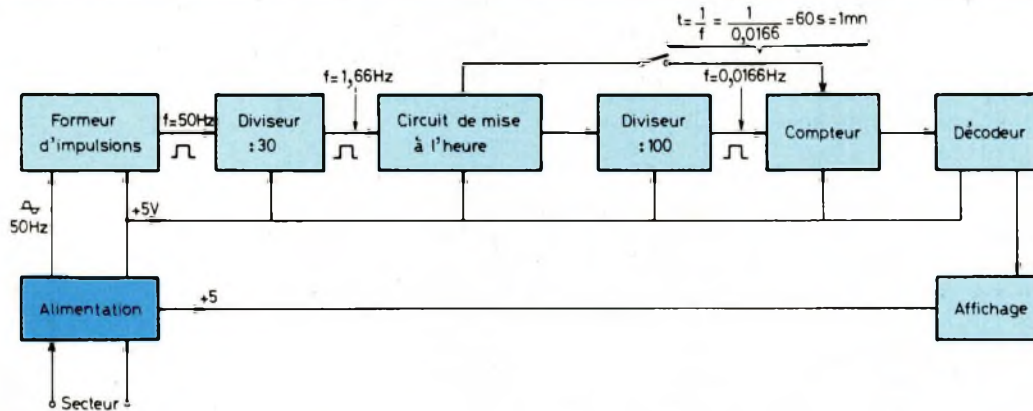 t = 1/f = 1/0,0166 = 60 s = 1mn
f = 1,66Hz
f = 0,0166Hz
Formeur
d'impulsions
f = 50Hz
Diviseur
: 30
Circuit de mise
à l'heure
Diviseur
: 100
Compteur
Décodeur
50Hz
+5V
Alimentation
+5
Affichage
Secteur